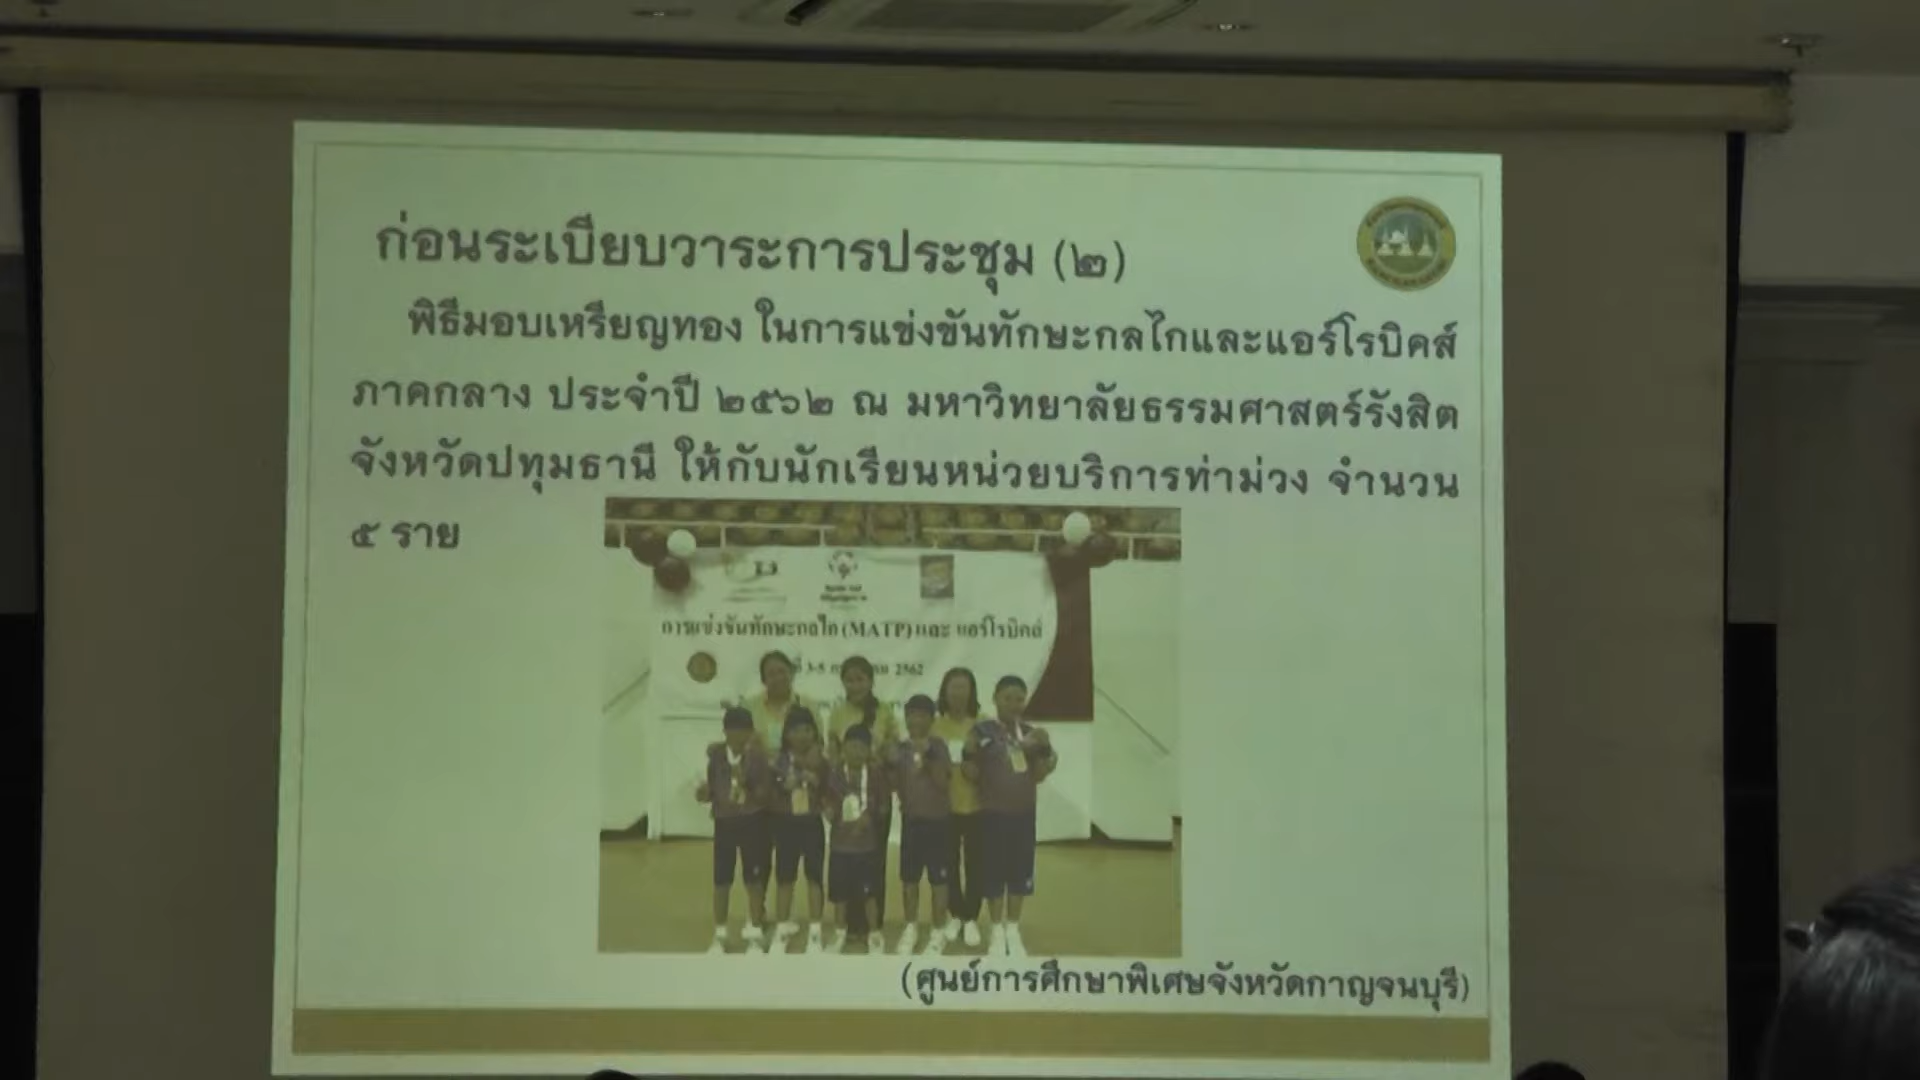 ก่อนระเบียบวาระการประชุม (๒)
พิธีมอบเหรียญทอง ในการแข่งขันทักษะกลไกและแอร์โรบิคส์
ภาคกลาง ประจำปี ๒๕๖๒ ณ มหาวิทยาลัยธรรมศาสตร์รังสิต
จังหวัดปทุมธานี ให้กับนักเรียนหน่วยบริการท่าม่วง จำนวน
๕ ราย
การแข่งขันทักษะกลไก (MATP) และ แอร์โรบิคส์
3-5
2562
(ศูนย์การศึกษาพิเศษจังหวัดกาญจนบุรี)